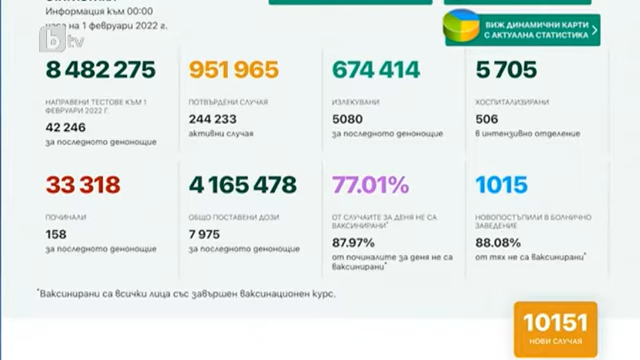 Информация към 00:00
часа на 1 февруари 2022 г.
btv
ВИЖ ДИНАМИЧНИ КАРТИ
С АКТУАЛНА СТАТИСТИКА
8 482 275
НАПРАВЕНИ ТЕСТОВЕ КЪМ 1
ФЕВРУАРИ 2022 Г.
42 246
за последното денонощие
951 965
ПОТВЪРДЕНИ СЛУЧАЯ
244 233
активни случая
674 414
ИЗЛЕКУВАНИ
5080
за последното денонощие
5 705
ХОСПИТАЛИЗИРАНИ
506
в интензивно отделение
33 318
ПОЧИНАЛИ
158
за последното денонощие
4 165 478
ОБЩО ПОСТАВЕНИ ДОЗИ
7 975
за последното денонощие
77.01%
ОТ СЛУЧАИТЕ ЗА ДЕНЯ НЕ СА
ВАКСИНИРАНИ*
87.97%
от починалите за деня не са
ваксинирани*
1015
НОВОПОСТЪПИЛИ В БОЛНИЧНО
ЗАВЕДЕНИЕ
88.08%
от тях не са ваксинирани*
*Ваксинирани са всички лица със завършен ваксинационен курс.
10151
НОВИ СЛУЧАЯ